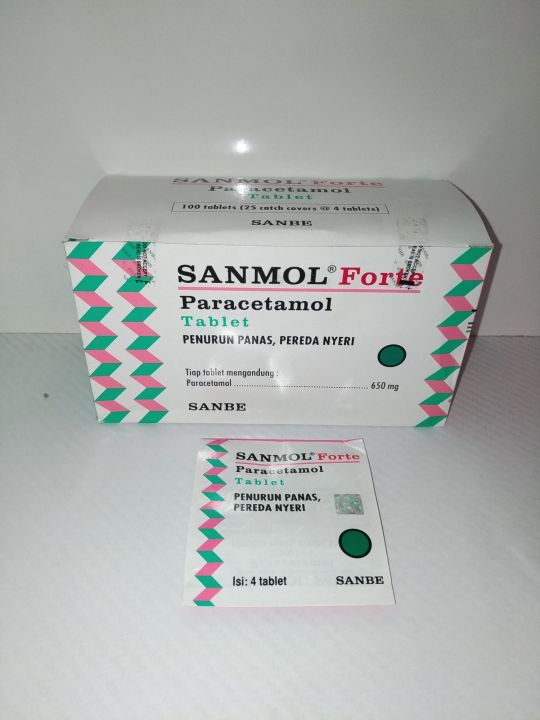 SANMOL Forte
Paracetamol
Tablet
100 tablets (25 catch covers @ 4 tablets)
SANBE
SANMOL® Forte
Paracetamol
Tablet
PENURUN PANAS, PEREDA NYERI
Tiap tablet mengandung :
Paracetamol ................................................ 650 mg
SANBE
SANMOL® Forte
Paracetamol
Tablet
PENURUN PANAS,
PEREDA NYERI
Isi: 4 tablet SANBE